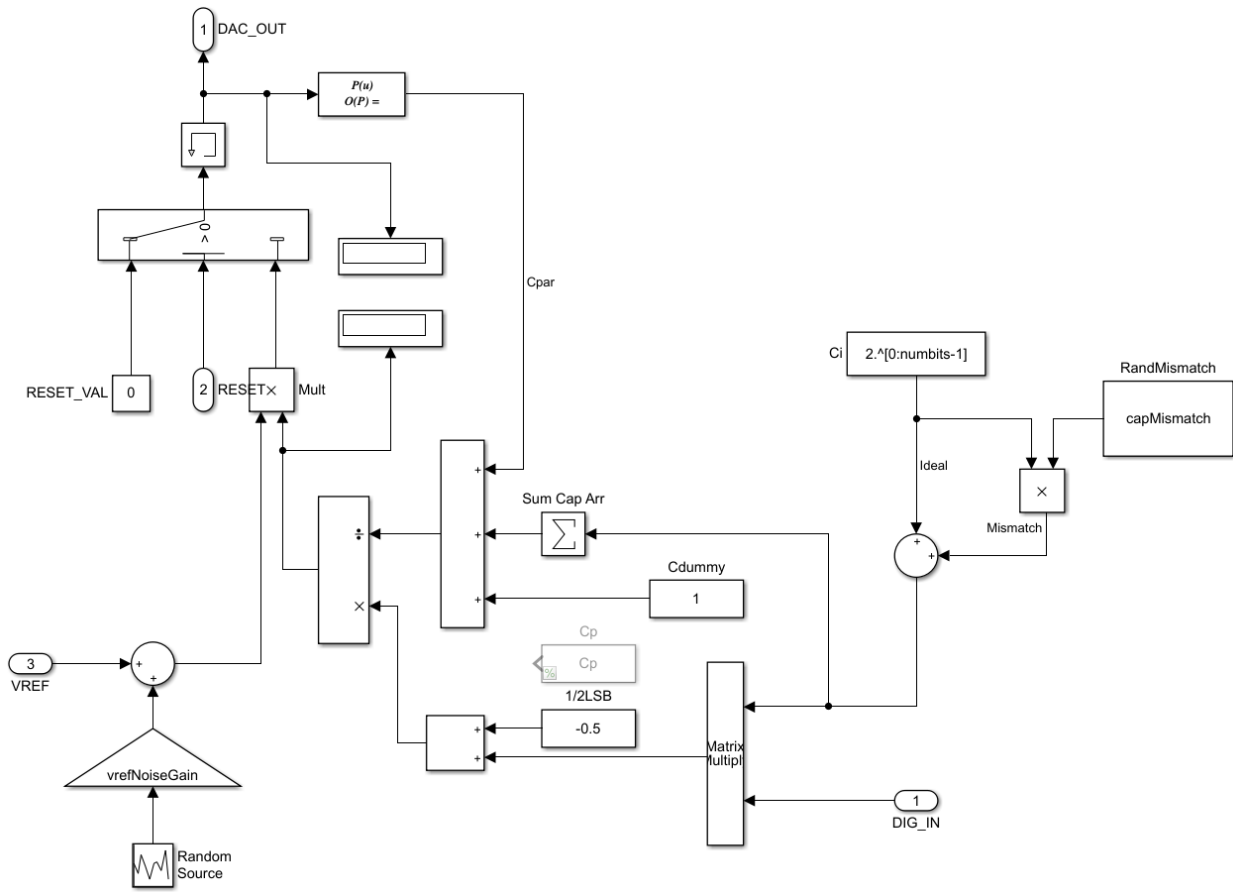 1
DAC_OUT
P(u)
O(P) =
Cpar
Ci
2.^[0:numbits-1]
RandMismatch
capMismatch
RESET_VAL
0
2
RESET
×
Mult
Ideal
×
Mismatch
Sum Cap Arr
+
+
+
+
+
∑
÷
×
Cdummy
1
Cp
Cp
%
3
VREF
+
+
1/2LSB
-0.5
+
+
Matrix
Multiply
vrefNoiseGain
1
DIG_IN
Random
Source